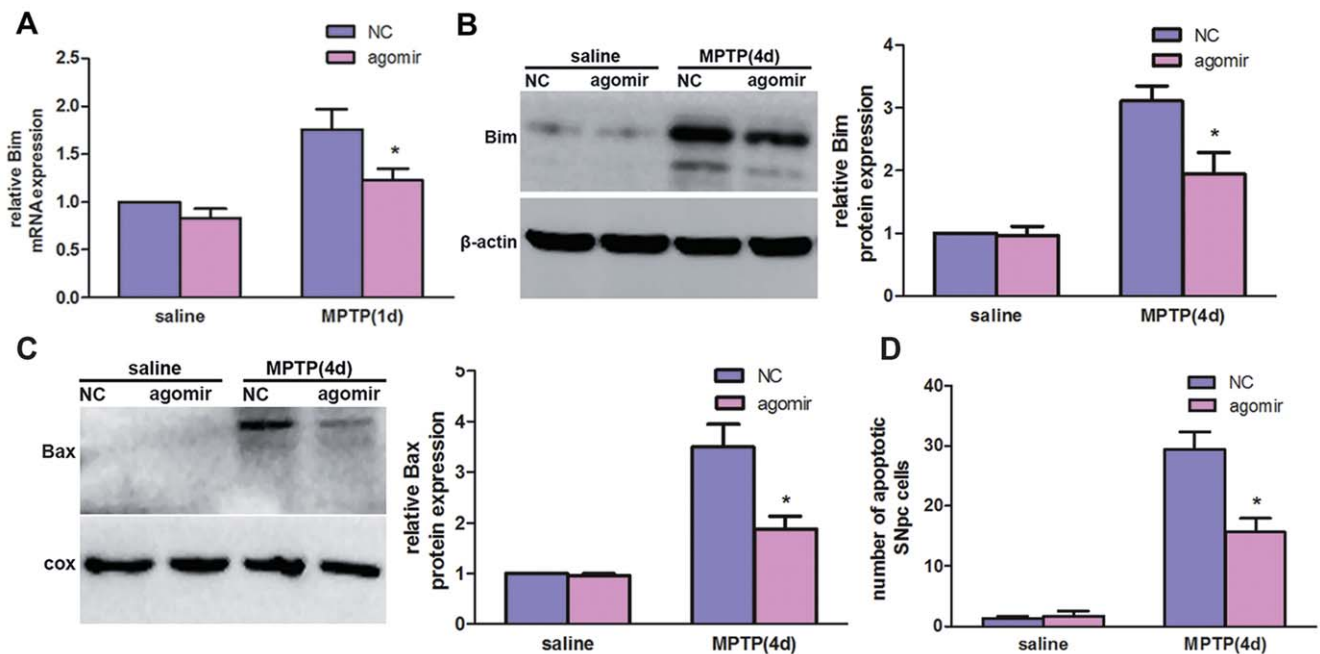 A
NC
agomir
relative Bim
mRNA expression
2.5
2.0
1.5
1.0
0.5
0.0
*
saline MPTP(1d)
B
saline MPTP(4d)
NC agomir NC agomir
Bim
β-actin
NC
agomir
relative Bim
protein expression
4
3
2
1
0
*
saline MPTP(4d)
C
saline MPTP(4d)
NC agomir NC agomir
Bax
cox
NC
agomir
relative Bax
protein expression
5
4
3
2
1
0
*
saline MPTP(4d)
D
NC
agomir
number of apoptotic
SNpc cells
40
30
20
10
0
*
saline MPTP(4d)